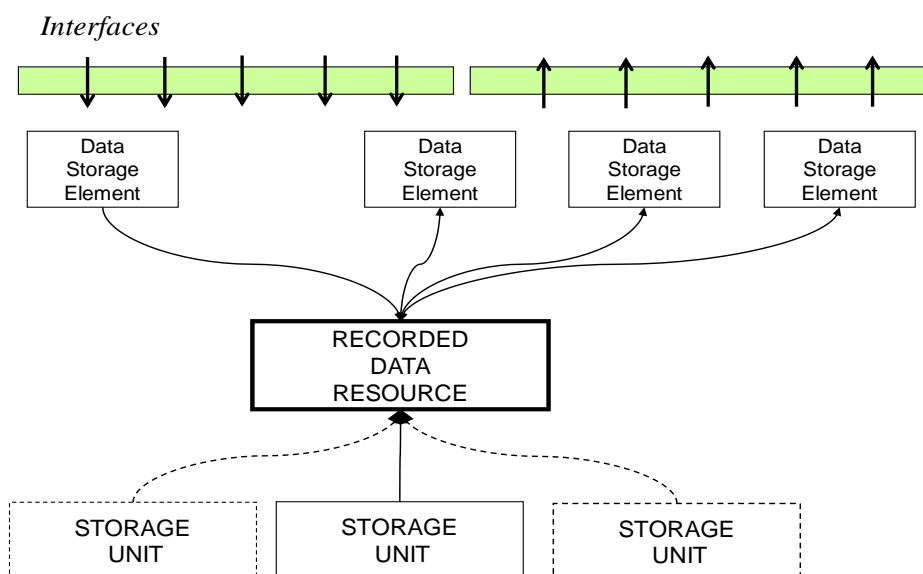 Interfaces
Data
Storage
Element
Data
Storage
Element
Data
Storage
Element
Data
Storage
Element
RECORDED
DATA
RESOURCE
STORAGE
UNIT
STORAGE
UNIT
STORAGE
UNIT